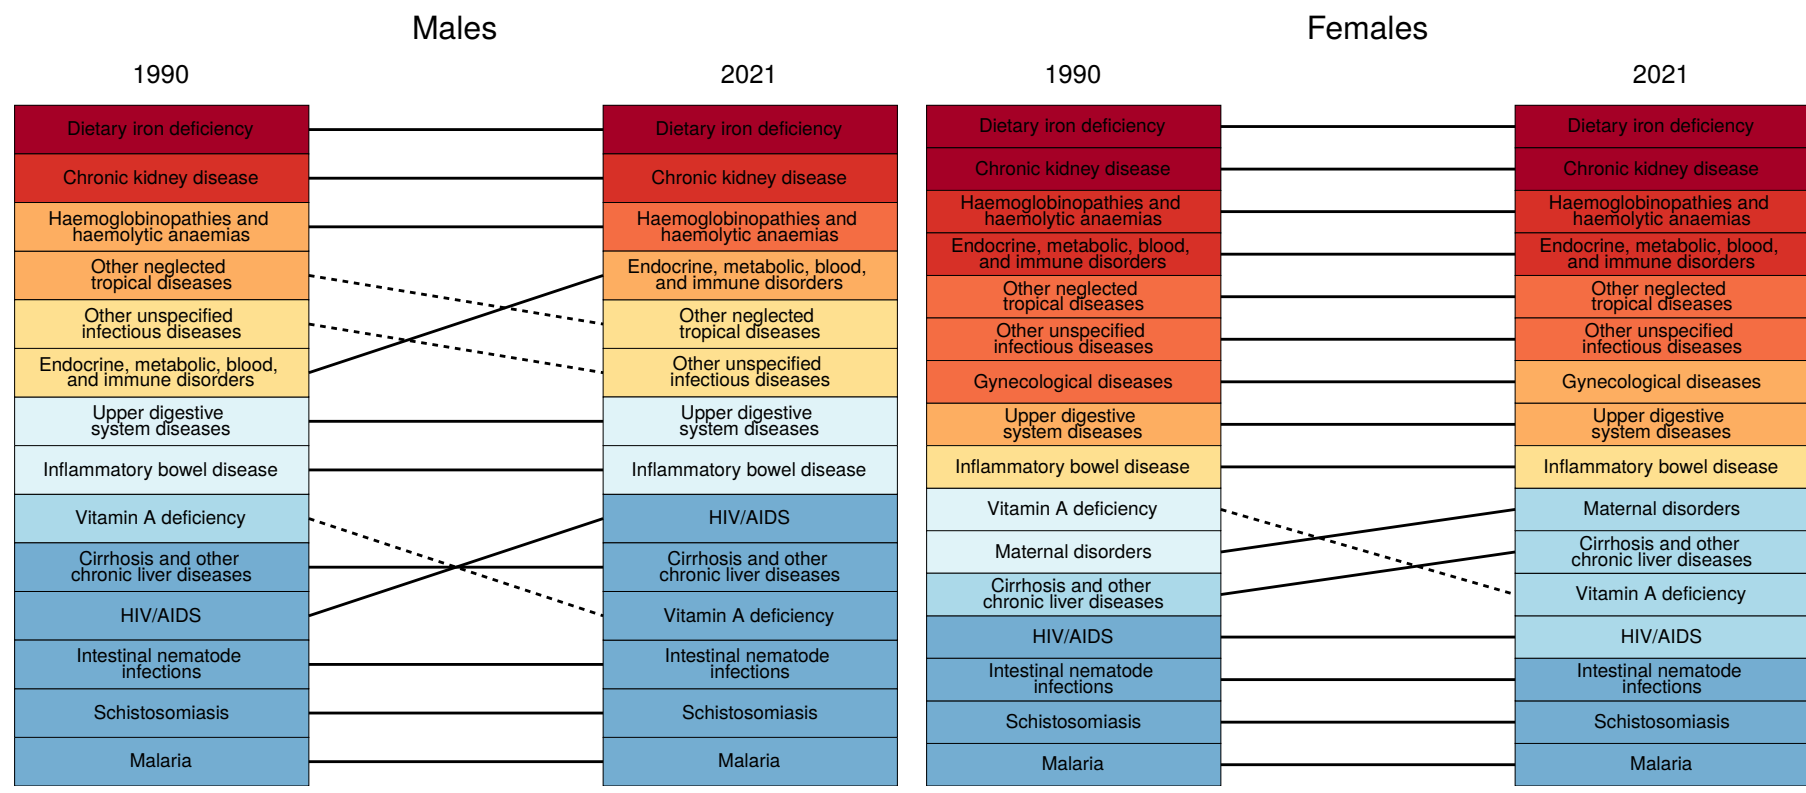 Males
1990
2021
Dietary iron deficiency
Chronic kidney disease
Haemoglobinopathies and
haemolytic anaemias
Other neglected
tropical diseases
Other unspecified
infectious diseases
Endocrine, metabolic, blood,
and immune disorders
Upper digestive
system diseases
Inflammatory bowel disease
Vitamin A deficiency
Cirrhosis and other
chronic liver diseases
HIV/AIDS
Intestinal nematode
infections
Schistosomiasis
Malaria
Dietary iron deficiency
Chronic kidney disease
Haemoglobinopathies and
haemolytic anaemias
Endocrine, metabolic, blood,
and immune disorders
Other neglected
tropical diseases
Other unspecified
infectious diseases
Upper digestive
system diseases
Inflammatory bowel disease
HIV/AIDS
Cirrhosis and other
chronic liver diseases
Vitamin A deficiency
Intestinal nematode
infections
Schistosomiasis
Malaria
Females
1990
2021
Dietary iron deficiency
Chronic kidney disease
Haemoglobinopathies and
haemolytic anaemias
Endocrine, metabolic, blood,
and immune disorders
Other neglected
tropical diseases
Other unspecified
infectious diseases
Gynecological diseases
Upper digestive
system diseases
Inflammatory bowel disease
Vitamin A deficiency
Maternal disorders
Cirrhosis and other
chronic liver diseases
HIV/AIDS
Intestinal nematode
infections
Schistosomiasis
Malaria
Dietary iron deficiency
Chronic kidney disease
Haemoglobinopathies and
haemolytic anaemias
Endocrine, metabolic, blood,
and immune disorders
Other neglected
tropical diseases
Other unspecified
infectious diseases
Gynecological diseases
Upper digestive
system diseases
Inflammatory bowel disease
Maternal disorders
Cirrhosis and other
chronic liver diseases
Vitamin A deficiency
HIV/AIDS
Intestinal nematode
infections
Schistosomiasis
Malaria